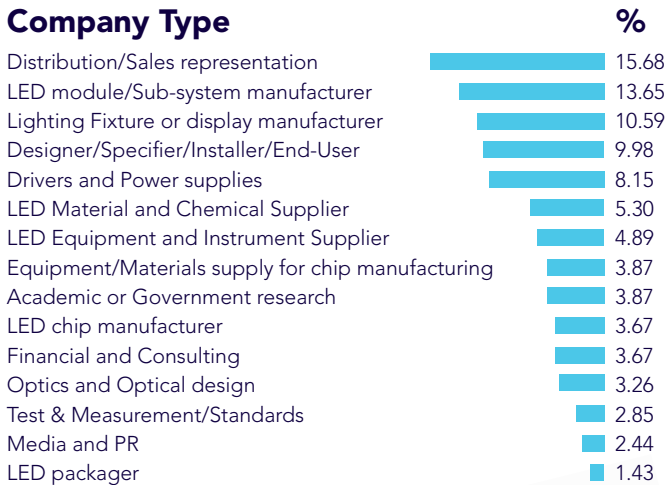 Company Type %
Distribution/Sales representation 15.68
LED module/Sub-system manufacturer 13.65
Lighting Fixture or display manufacturer 10.59
Designer/Specifier/Installer/End-User 9.98
Drivers and Power supplies 8.15
LED Material and Chemical Supplier 5.30
LED Equipment and Instrument Supplier 4.89
Equipment/Materials supply for chip manufacturing 3.87
Academic or Government research 3.87
LED chip manufacturer 3.67
Financial and Consulting 3.67
Optics and Optical design 3.26
Test & Measurement/Standards 2.85
Media and PR 2.44
LED packager 1.43